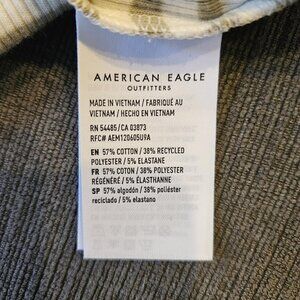 AMERICAN EAGLE
OUTFITTERS
MADE IN VIETNAM / FABRIQUÉ AU
VIETNAM / HECHO EN VIETNAM
RN 54485/CA 03873
RFC# AEM120605U9A
EN 57% COTTON / 38% RECYCLED
POLYESTER / 5% ELASTANE
FR 57% COTON / 38% POLYESTER
RÉGÉNÉRÉ / 5% ÉLASTHANNE
SP 57% algodón / 38% poliéster
reciclado / 5% elastano